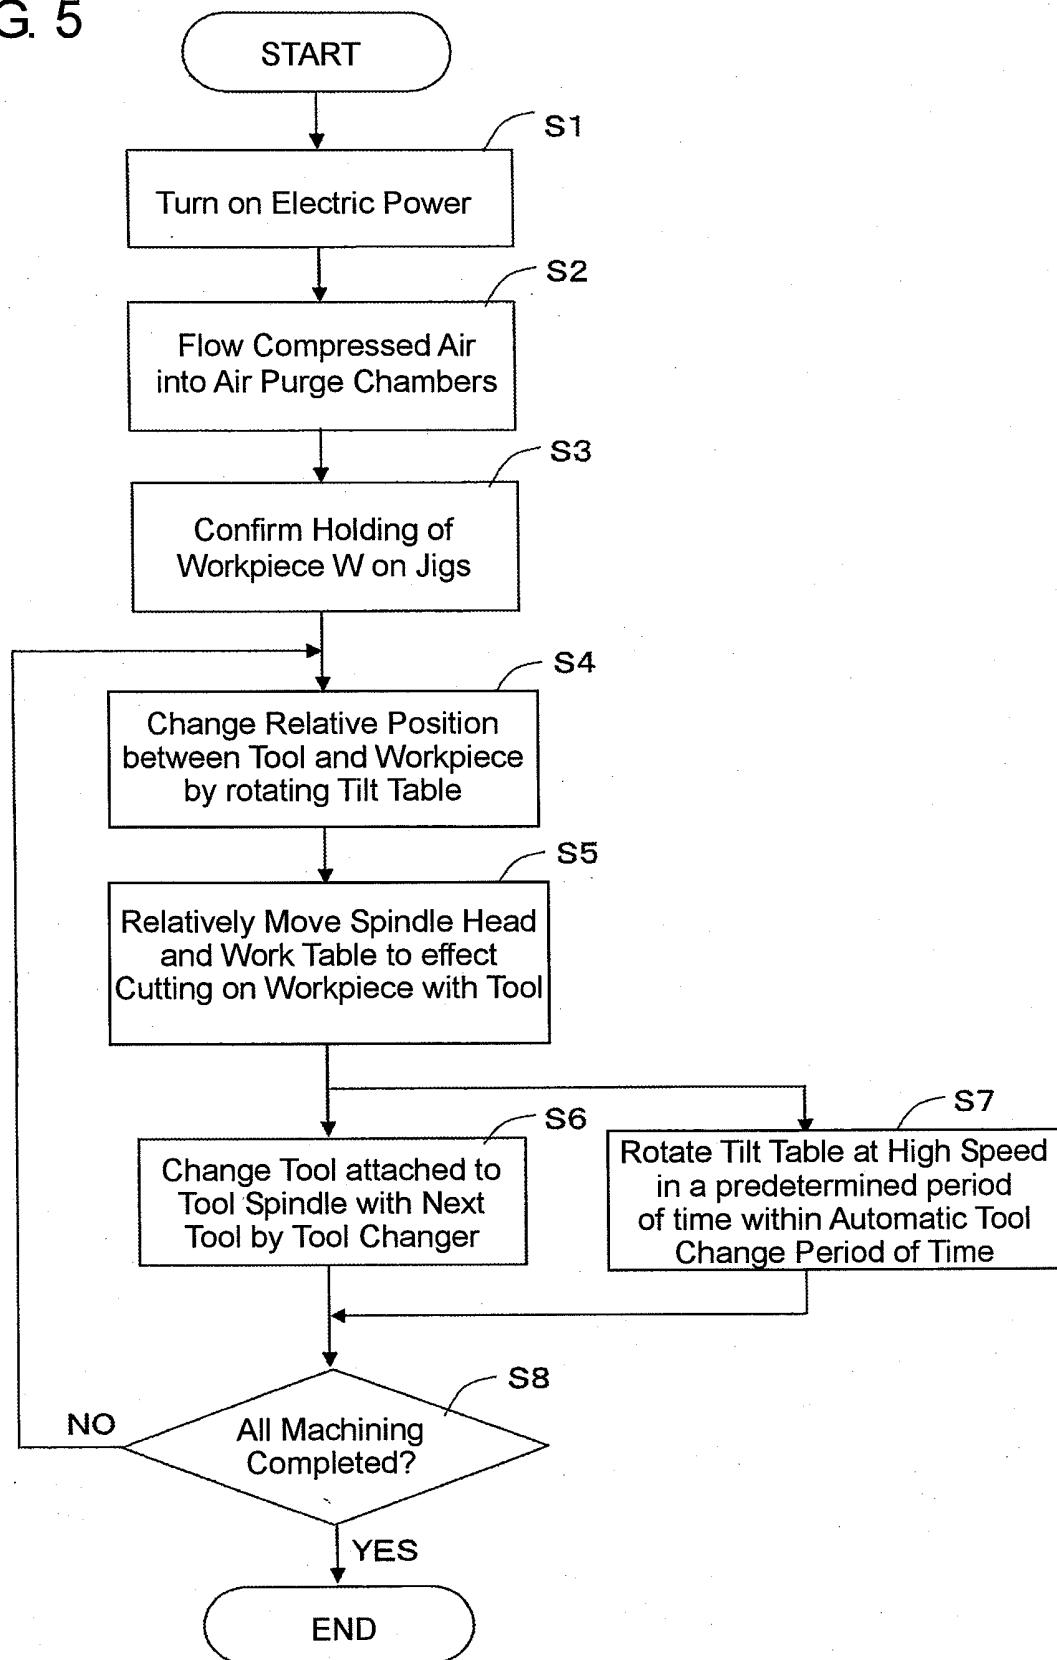 G. 5
START
S1
Turn on Electric Power
S2
Flow Compressed Air
into Air Purge Chambers
S3
Confirm Holding of
Workpiece W on Jigs
S4
Change Relative Position
between Tool and Workpiece
by rotating Tilt Table
S5
Relatively Move Spindle Head
and Work Table to effect
Cutting on Workpiece with Tool
S6
Change Tool attached to
Tool Spindle with Next
Tool by Tool Changer
S7
Rotate Tilt Table at High Speed
in a predetermined period
of time within Automatic Tool
Change Period of Time
S8
All Machining
Completed?
NO
YES
END